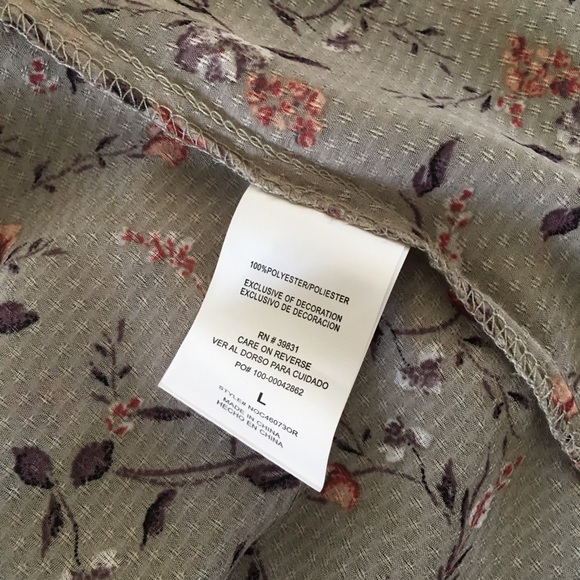 100%POLYESTER/POLIESTER
EXCLUSIVE OF DECORATION
EXCLUSIVO DE DECORACION
RN # 39831
CARE ON REVERSE
VER AL DORSO PARA CUIDADO
PO# 100-00042862
L
STYLE# NOC46073OR
MADE IN CHINA
HECHO EN CHINA